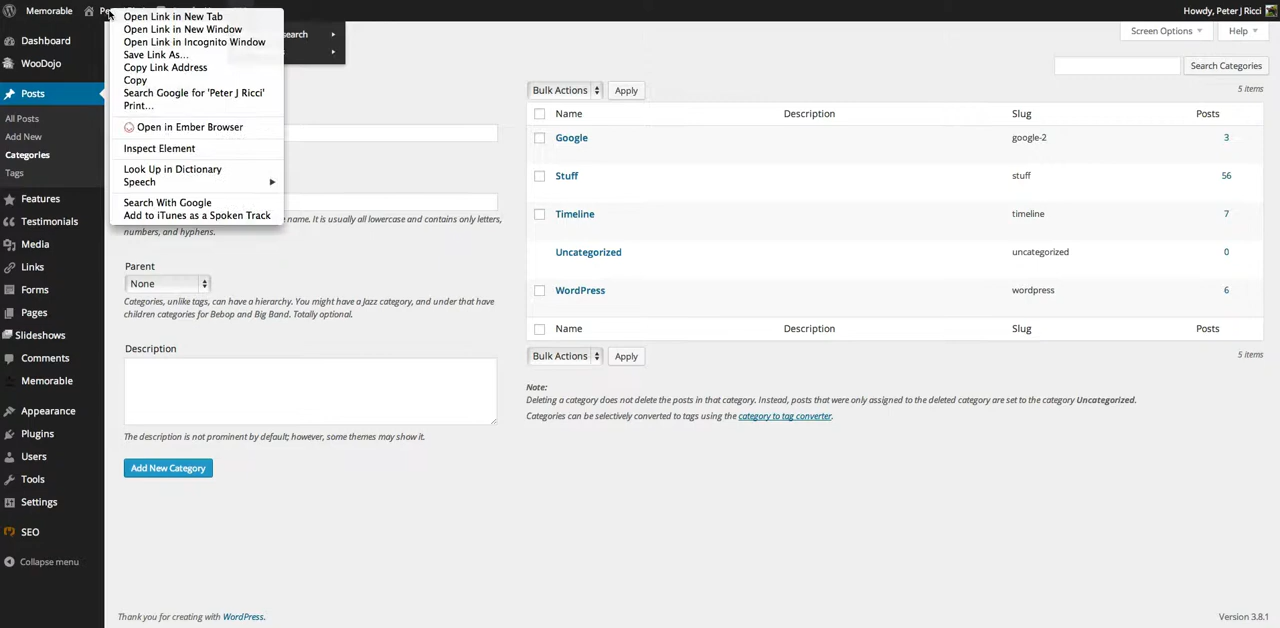 Memorable
Howdy, Peter J Ricci
Open Link in New Tab
Open Link in New Window
Open Link in Incognito Window
Save Link As...
Copy Link Address
Copy
Search Google for 'Peter J Ricci'
Print...
Open in Ember Browser
Inspect Element
Look Up in Dictionary
Speech
Search With Google
Add to iTunes as a Spoken Track
Screen Options
Help
Search Categories
Dashboard
WooDojo
Posts
All Posts
Add New
Categories
Tags
Features
Testimonials
Media
Links
Forms
Pages
Slideshows
Comments
Memorable
Appearance
Plugins
Users
Tools
Settings
SEO
Collapse menu
name. It is usually all lowercase and contains only letters,
numbers, and hyphens.
Parent
None
Categories, unlike tags, can have a hierarchy. You might have a Jazz category, and under that have
children categories for Bebop and Big Band. Totally optional.
Description
The description is not prominent by default; however, some themes may show it.
Add New Category
Bulk Actions Apply
5 items
Name Description Slug Posts
Google google-2 3
Stuff stuff 56
Timeline timeline 7
Uncategorized uncategorized 0
WordPress wordpress 6
Name Description Slug Posts
Bulk Actions Apply
5 items
Note:
Deleting a category does not delete the posts in that category. Instead, posts that were only assigned to the deleted category are set to the category Uncategorized.
Categories can be selectively converted to tags using the category to tag converter.
Thank you for creating with WordPress.
Version 3.8.1